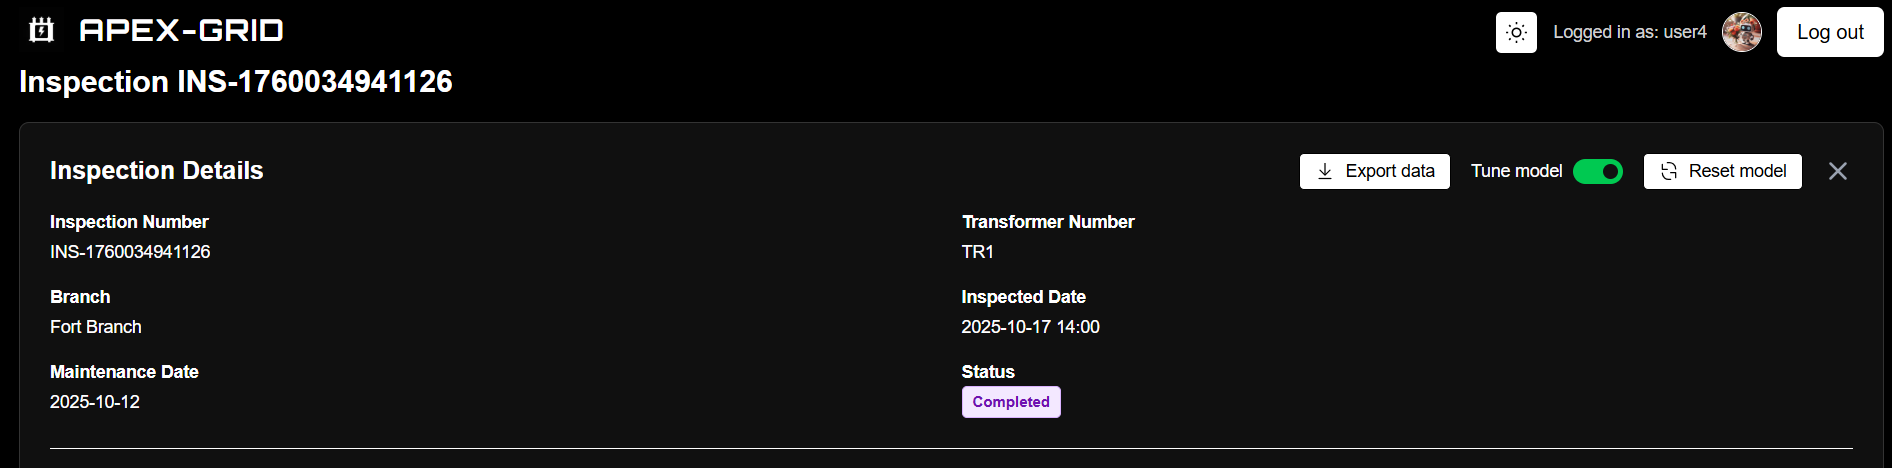 APEX-GRID
Logged in as: user4
Log out
Inspection INS-1760034941126
Inspection Details
Export data
Tune model
Reset model
Inspection Number
INS-1760034941126
Transformer Number
TR1
Branch
Fort Branch
Inspected Date
2025-10-17 14:00
Maintenance Date
2025-10-12
Status
Completed